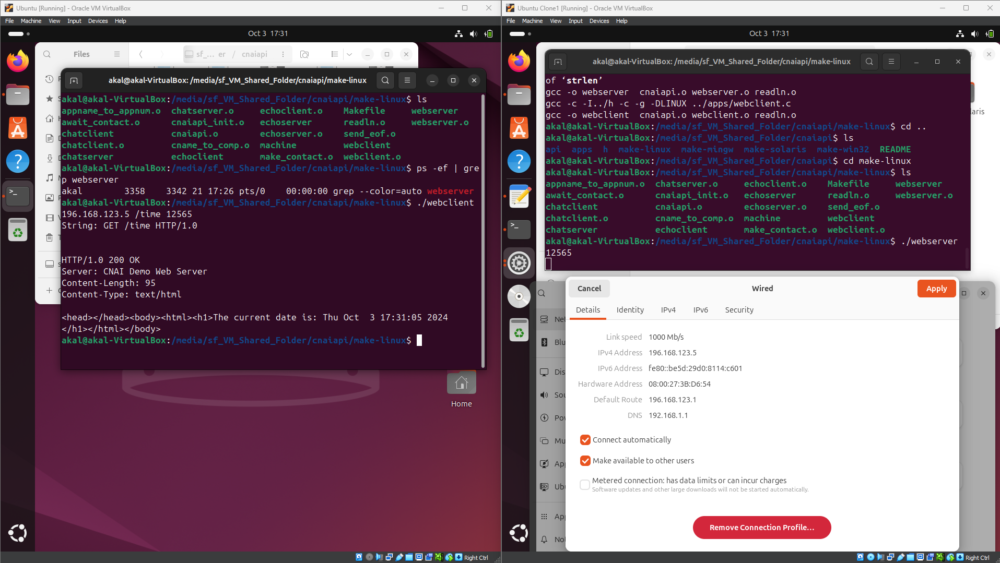 Ubuntu [Running] - Oracle VM VirtualBox
File Machine View Input Devices Help
Oct 3 17:31
Files
sf_... er / cnaiapi
akal@akal-VirtualBox: /media/sf_VM_Shared_Folder/cnaiapi/make-linux
akal@akal-VirtualBox:/media/sf_VM_Shared_Folder/cnaiapi/make-linux$ ls
appname_to_appnum.o chatserver.o echoclient.o Makefile webserver
await_contact.o cnaiapi_init.o echoserver readln.o webserver.o
chatclient cnaiapi.o echoserver.o send_eof.o
chatclient.o cname_to_comp.o machine webclient
chatserver echoclient make_contact.o webclient.o
akal@akal-VirtualBox:/media/sf_VM_Shared_Folder/cnaiapi/make-linux$ ps -ef | gre
p webserver
akal 3358 3342 21 17:26 pts/0 00:00:00 grep --color=auto webserver
akal@akal-VirtualBox:/media/sf_VM_Shared_Folder/cnaiapi/make-linux$ ./webclient
196.168.123.5 /time 12565
String: GET /time HTTP/1.0
HTTP/1.0 200 OK
Server: CNAI Demo Web Server
Content-Length: 95
Content-Type: text/html
<head></head><body><html><h1>The current date is: Thu Oct  3 17:31:05 2024
</h1></html></body>
akal@akal-VirtualBox:/media/sf_VM_Shared_Folder/cnaiapi/make-linux$
Home
Right Ctrl
Ubuntu Clone1 [Running] - Oracle VM VirtualBox
File Machine View Input Devices Help
Oct 3 17:31
akal@akal-VirtualBox: /media/sf_VM_Shared_Folder/cnaiapi/make-linux
of ‘strlen’
gcc -o webserver  cnaiapi.o webserver.o readln.o
gcc -c -I../h -c -g -DLINUX ../apps/webclient.c
gcc -o webclient  cnaiapi.o webclient.o readln.o
akal@akal-VirtualBox:/media/sf_VM_Shared_Folder/cnaiapi/make-linux$ cd ..
akal@akal-VirtualBox:/media/sf_VM_Shared_Folder/cnaiapi$ ls
api apps h make-linux make-mingw make-solaris make-win32 README
akal@akal-VirtualBox:/media/sf_VM_Shared_Folder/cnaiapi$ cd make-linux
akal@akal-VirtualBox:/media/sf_VM_Shared_Folder/cnaiapi/make-linux$ ls
appname_to_appnum.o chatserver.o echoclient.o Makefile webserver
await_contact.o cnaiapi_init.o echoserver readln.o webserver.o
chatclient cnaiapi.o echoserver.o send_eof.o
chatclient.o cname_to_comp.o machine webclient
chatserver echoclient make_contact.o webclient.o
akal@akal-VirtualBox:/media/sf_VM_Shared_Folder/cnaiapi/make-linux$ ./webserver
12565
laris
Cancel Wired Apply
Details Identity IPv4 IPv6 Security
Link speed 1000 Mb/s
IPv4 Address 196.168.123.5
IPv6 Address fe80::be5d:29d0:8114:c601
Hardware Address 08:00:27:3B:D6:54
Default Route 196.168.123.1
DNS 192.168.1.1
Connect automatically
Make available to other users
Metered connection: has data limits or can incur charges
Software updates and other large downloads will not be started automatically.
Remove Connection Profile...
Net
Blu
Dis
Sou
Pow
Mu
App
Ubu
App
Not
Right Ctrl